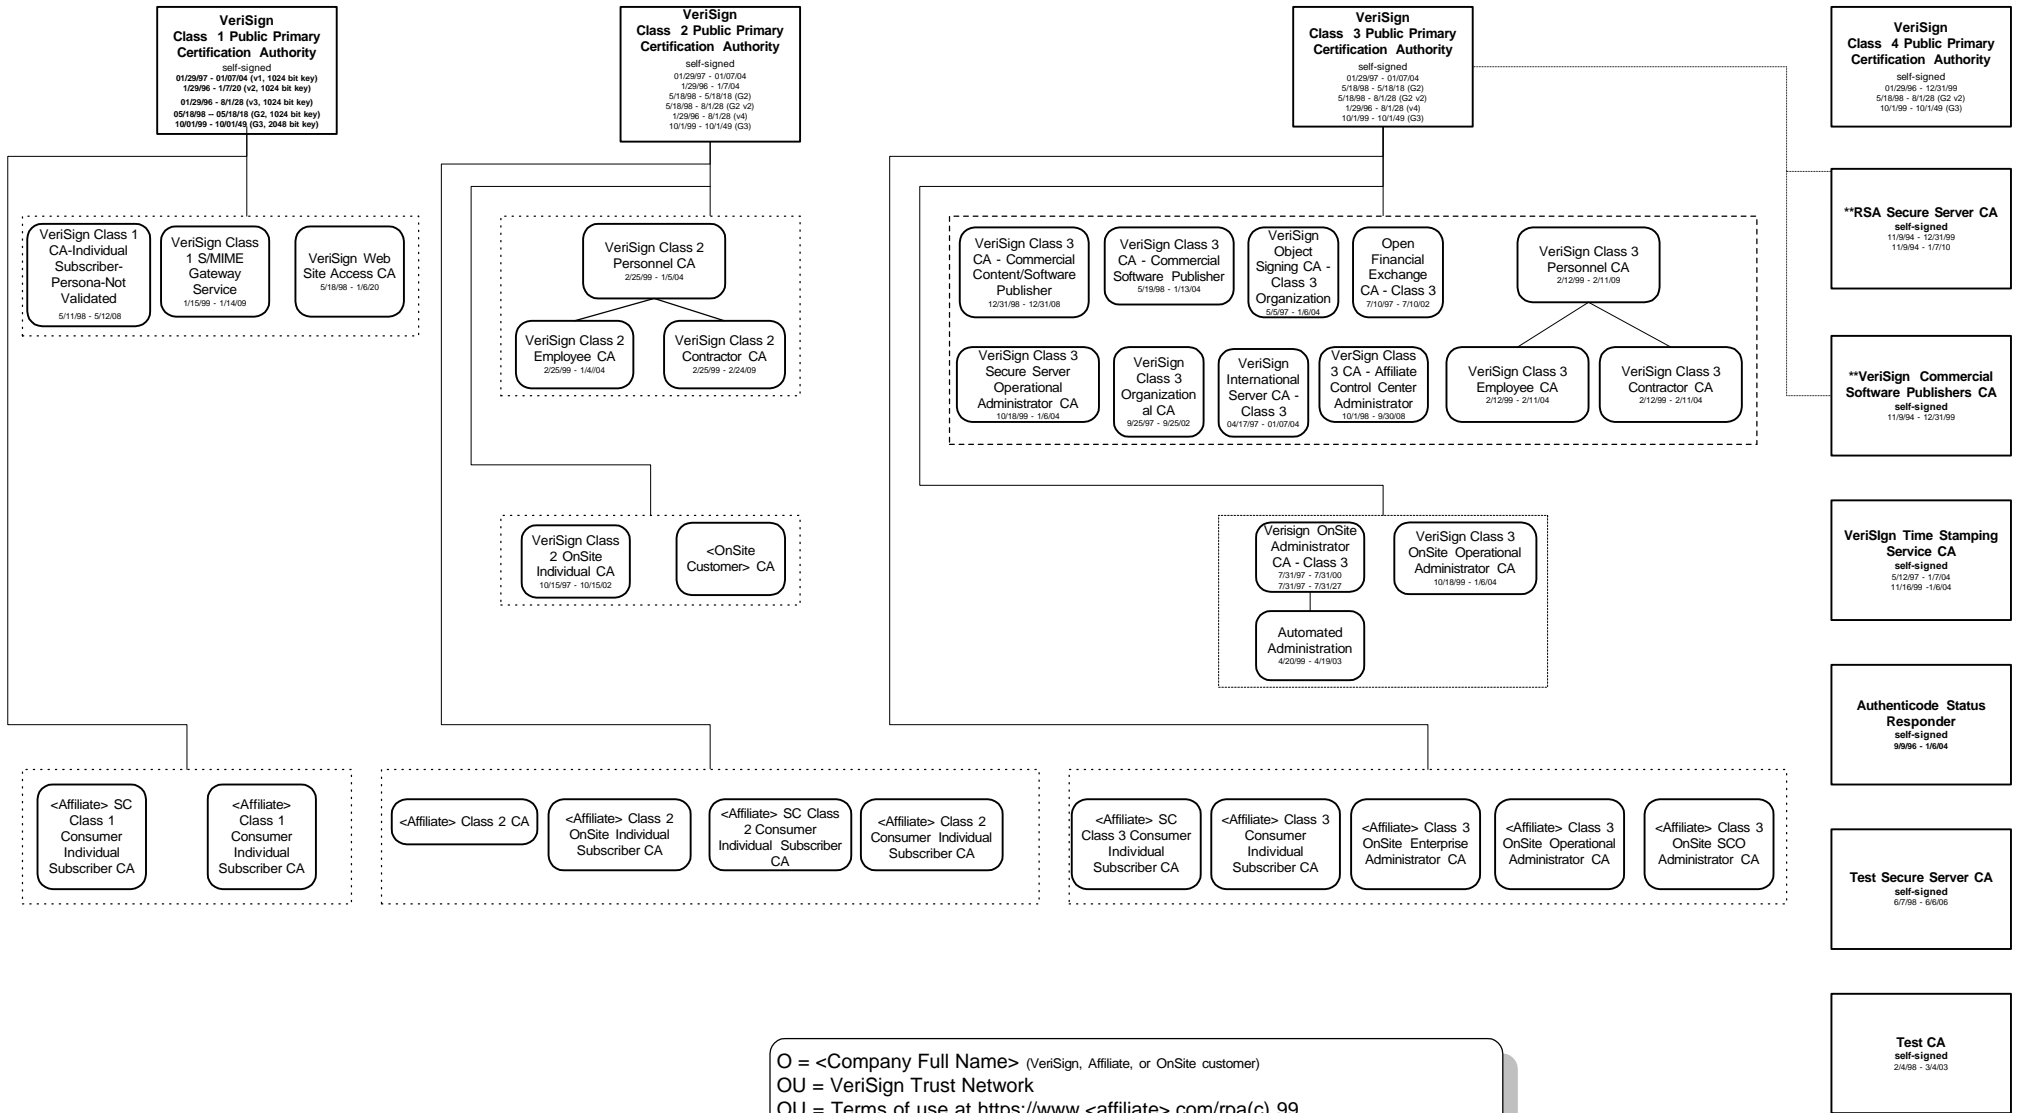 VeriSign
Class 1 Public Primary
Certification Authority
self-signed
01/29/97 - 01/07/04 (v1, 1024 bit key)
1/29/96 - 1/7/20 (v2, 1024 bit key)
01/29/96 - 8/1/28 (v3, 1024 bit key)
05/18/98 -- 05/18/18 (G2, 1024 bit key)
10/01/99 - 10/01/49 (G3, 2048 bit key)
VeriSign
Class 2 Public Primary
Certification Authority
self-signed
01/29/97 - 01/07/04
1/29/96 - 1/7/04
5/18/98 - 5/18/18 (G2)
5/18/98 - 8/1/28 (G2 v2)
1/29/96 - 8/1/28 (v4)
10/1/99 - 10/1/49 (G3)
VeriSign
Class 3 Public Primary
Certification Authority
self-signed
01/29/97 - 01/07/04
5/18/98 - 5/18/18 (G2)
5/18/98 - 8/1/28 (G2 v2)
1/29/96 - 8/1/28 (v4)
10/1/99 - 10/1/49 (G3)
VeriSign
Class 4 Public Primary
Certification Authority
self-signed
01/29/96 - 12/31/99
5/18/98 - 8/1/28 (G2 v2)
10/1/99 - 10/1/49 (G3)
VeriSign Class 1
CA-Individual
Subscriber-
Persona-Not
Validated
5/11/98 - 5/12/08
VeriSign Class
1 S/MIME
Gateway
Service
1/15/99 - 1/14/09
VeriSign Web
Site Access CA
5/18/98 - 1/6/20
VeriSign Class 2
Personnel CA
2/25/99 - 1/5/04
VeriSign Class 2
Employee CA
2/25/99 - 1/4//04
VeriSign Class 2
Contractor CA
2/25/99 - 2/24/09
VeriSign Class 3
CA - Commercial
Content/Software
Publisher
12/31/98 - 12/31/08
VeriSign Class 3
CA - Commercial
Software Publisher
5/19/98 - 1/13/04
VeriSign
Object
Signing CA -
Class 3
Organization
5/5/97 - 1/6/04
Open
Financial
Exchange
CA - Class 3
7/10/97 - 7/10/02
VeriSign Class 3
Personnel CA
2/12/99 - 2/11/09
VeriSign Class 3
Secure Server
Operational
Administrator CA
10/18/99 - 1/6/04
VeriSign
Class 3
Organization
al CA
9/25/97 - 9/25/02
VeriSign
International
Server CA -
Class 3
04/17/97 - 01/07/04
VerSign Class
3 CA - Affiliate
Control Center
Administrator
10/1/98 - 9/30/08
VeriSign Class 3
Employee CA
2/12/99 - 2/11/04
VeriSign Class 3
Contractor CA
2/12/99 - 2/11/04
**RSA Secure Server CA
self-signed
11/9/94 - 12/31/99
11/9/94 - 1/7/10
**VeriSign Commercial
Software Publishers CA
self-signed
11/9/94 - 12/31/99
VeriSign Class
2 OnSite
Individual CA
10/15/97 - 10/15/02
<OnSite
Customer> CA
Verisign OnSite
Administrator
CA - Class 3
7/31/97 - 7/31/00
7/31/97 - 7/31/27
VeriSign Class 3
OnSite Operational
Administrator CA
10/18/99 - 1/6/04
Automated
Administration
4/20/99 - 4/19/03
VeriSIgn Time Stamping
Service CA
self-signed
5/12/97 - 1/7/04
11/16/99 -1/6/04
Authenticode Status
Responder
self-signed
9/9/96 - 1/6/04
<Affiliate> SC
Class 1
Consumer
Individual
Subscriber CA
<Affiliate>
Class 1
Consumer
Individual
Subscriber CA
<Affiliate> Class 2 CA
<Affiliate> Class 2
OnSite Individual
Subscriber CA
<Affiliate> SC Class
2 Consumer
Individual Subscriber
CA
<Affiliate> Class 2
Consumer Individual
Subscriber CA
<Affiliate> SC
Class 3 Consumer
Individual
Subscriber CA
<Affiliate> Class 3
Consumer
Individual
Subscriber CA
<Affiliate> Class 3
OnSite Enterprise
Administrator CA
<Affiliate> Class 3
OnSite Operational
Administrator CA
<Affiliate> Class 3
OnSite SCO
Administrator CA
Test Secure Server CA
self-signed
6/7/98 - 6/6/06
Test CA
self-signed
2/4/98 - 3/4/03
O = <Company Full Name> (VeriSign, Affiliate, or OnSite customer)
OU = VeriSign Trust Network
OU = Terms of use at https://www.<affiliate>.com/rpa(c) 99